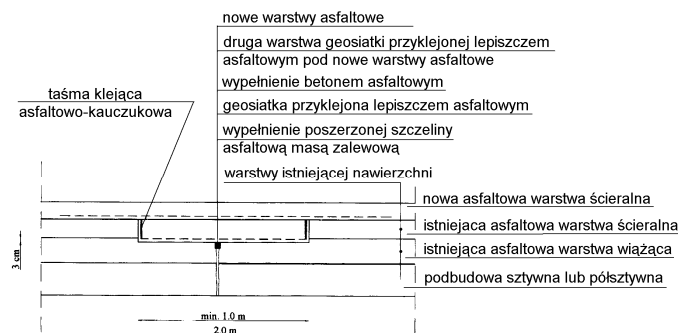 nowe warstwy asfaltowe
druga warstwa geosiatki przyklejonej lepiszczem
asfaltowym pod nowe warstwy asfaltowe
wypełnienie betonem asfaltowym
taśma klejąca
asfaltowo-kauczukowa
geosiatka przyklejona lepiszczem asfaltowym
wypełnienie poszerzonej szczeliny
asfaltową masą zalewową
warstwy istniejącej nawierzchni
nowa asfaltowa warstwa ścieralna
istniejaca asfaltowa warstwa ścieralna
istniejąca asfaltowa warstwa wiążąca
podbudowa sztywna lub półsztywna
3 cm
min. 1.0 m
2.0 m